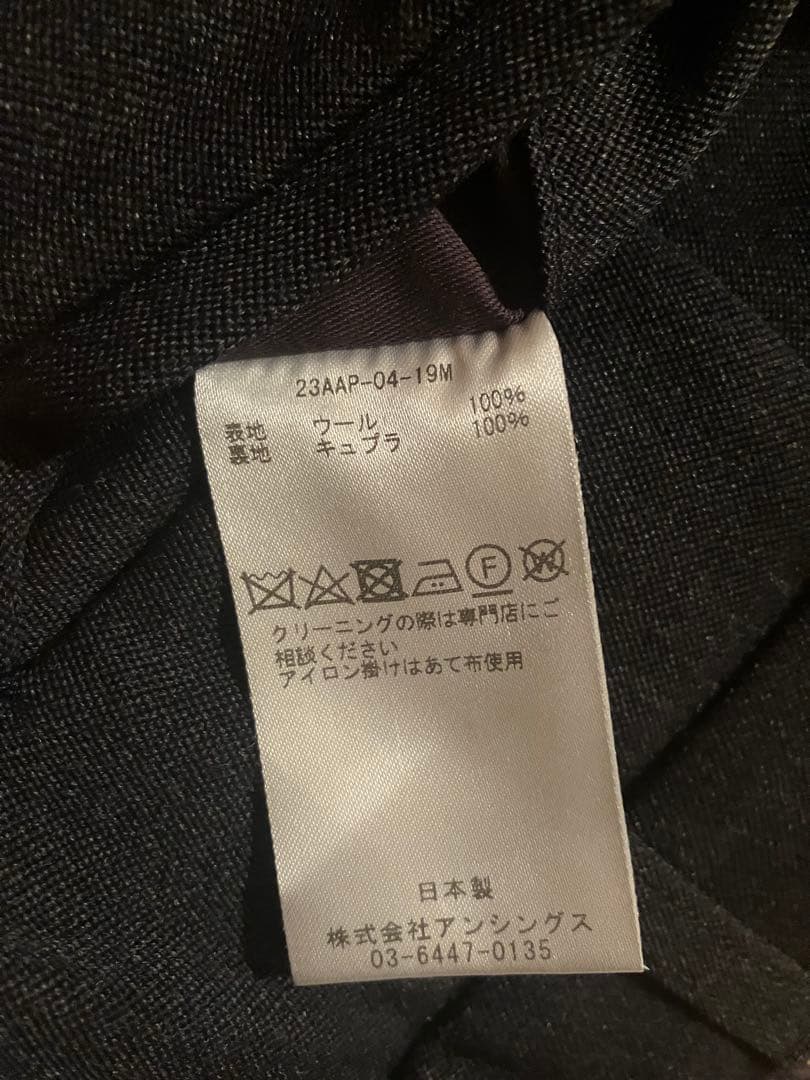 23AAP-04-19M
表地 ウール 100%
裏地 キュプラ 100%
F
W
クリーニングの際は専門店にご
相談ください
アイロン掛けはあて布使用
日本製
株式会社アンシングス
03-6447-0135